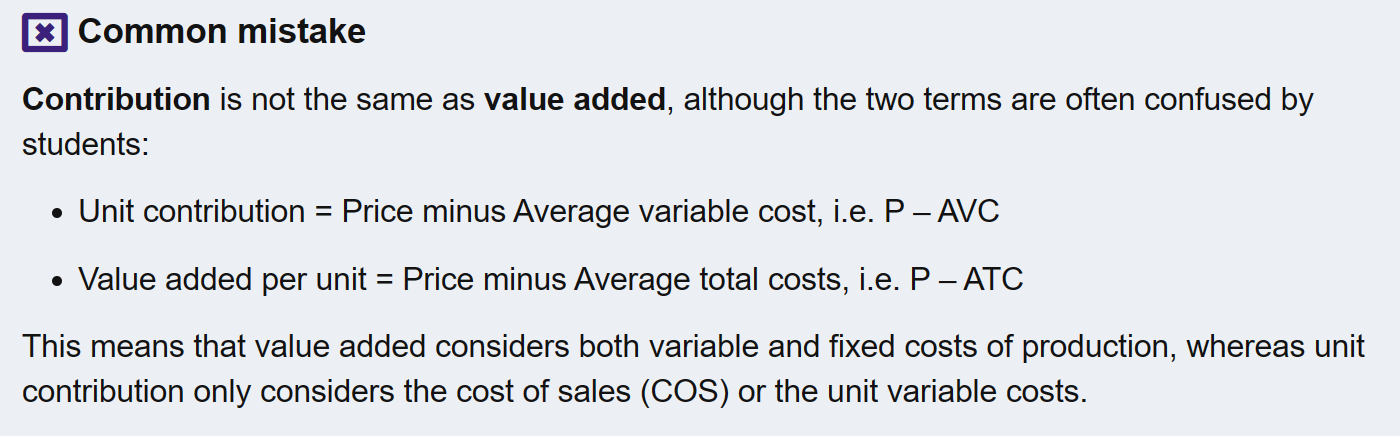 Common mistake
Contribution is not the same as value added, although the two terms are often confused by
students:
• Unit contribution = Price minus Average variable cost, i.e. P – AVC
• Value added per unit = Price minus Average total costs, i.e. P – ATC
This means that value added considers both variable and fixed costs of production, whereas unit
contribution only considers the cost of sales (COS) or the unit variable costs.